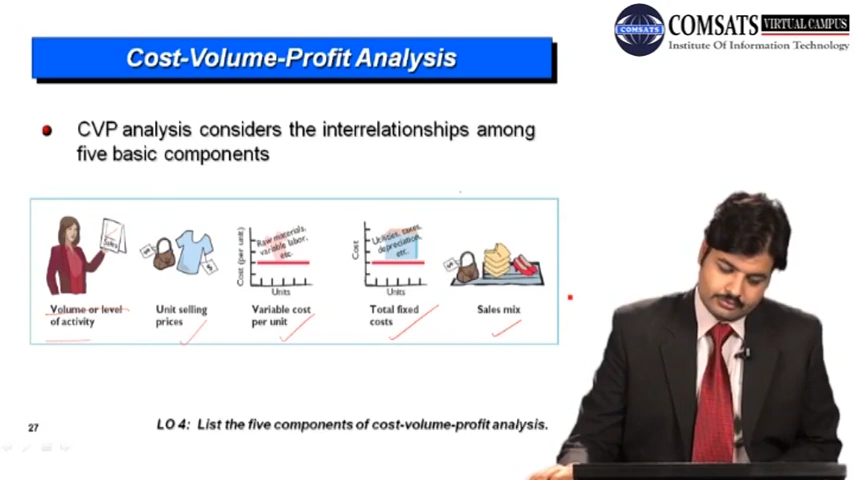 COMSATS
COMSATS VIRTUAL CAMPUS
Institute Of Information Technology
Cost-Volume-Profit Analysis
CVP analysis considers the interrelationships among
five basic components
Sales
Cost (per unit)
Raw materials,
variable labor,
etc.
Units
Cost
Utilities, taxes,
depreciation,
etc.
Units
$
$
$
Volume or level
of activity
Unit selling
prices
Variable cost
per unit
Total fixed
costs
Sales mix
27
LO 4: List the five components of cost-volume-profit analysis.